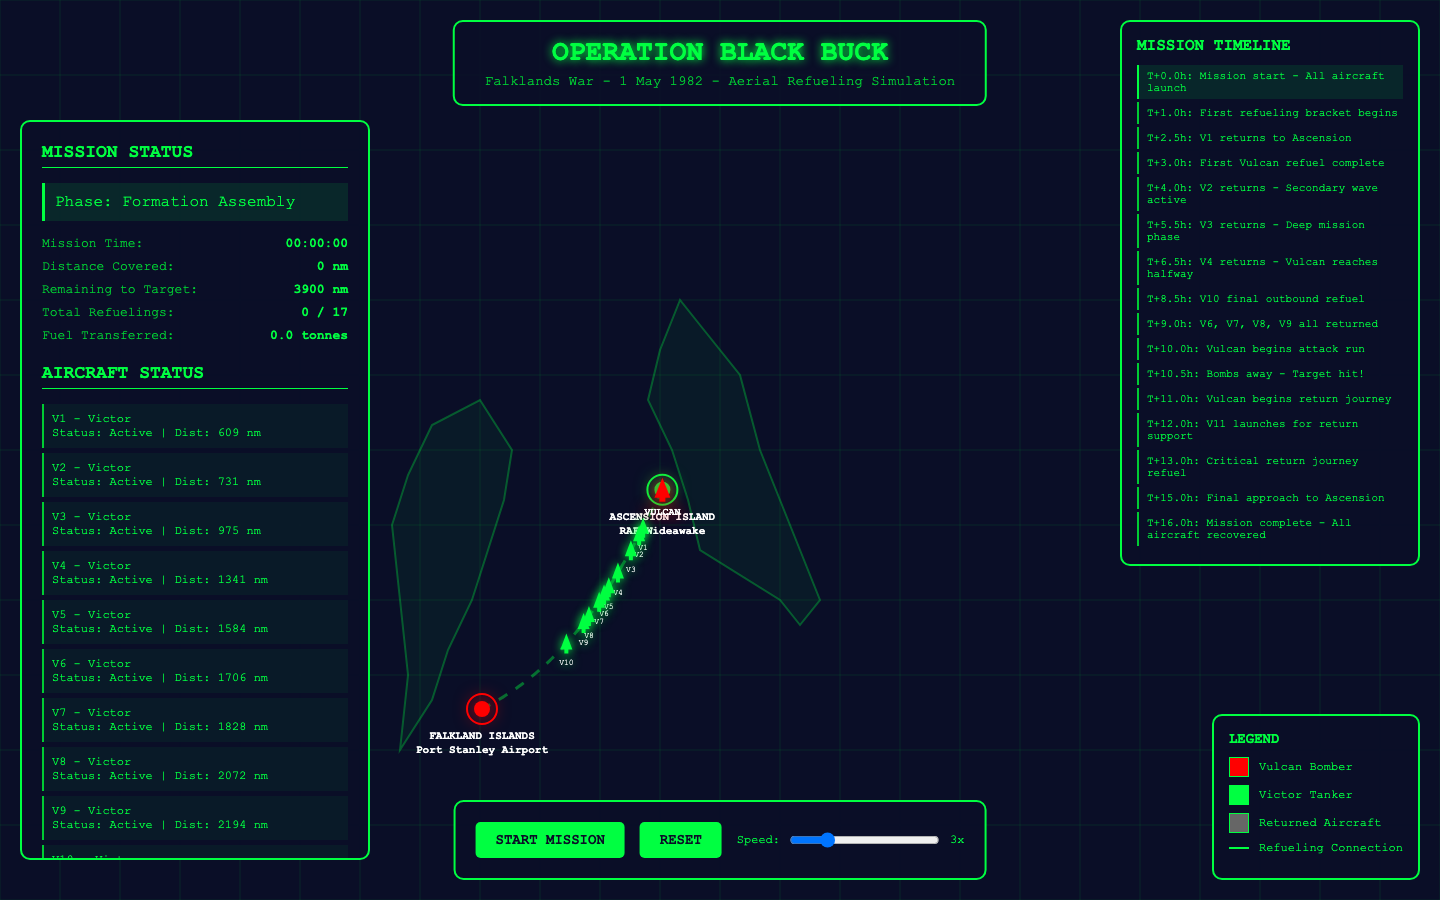 OPERATION BLACK BUCK
Falklands War - 1 May 1982 - Aerial Refueling Simulation
MISSION STATUS
Phase: Formation Assembly
Mission Time: 00:00:00
Distance Covered: 0 nm
Remaining to Target: 3900 nm
Total Refuelings: 0 / 17
Fuel Transferred: 0.0 tonnes
AIRCRAFT STATUS
V1 - Victor
Status: Active | Dist: 609 nm
V2 - Victor
Status: Active | Dist: 731 nm
V3 - Victor
Status: Active | Dist: 975 nm
V4 - Victor
Status: Active | Dist: 1341 nm
V5 - Victor
Status: Active | Dist: 1584 nm
V6 - Victor
Status: Active | Dist: 1706 nm
V7 - Victor
Status: Active | Dist: 1828 nm
V8 - Victor
Status: Active | Dist: 2072 nm
V9 - Victor
Status: Active | Dist: 2194 nm
VULCAN
ASCENSION ISLAND
RAF Wideawake
V1
V2
V3
V4
V5
V6
V7
V8
V9
V10
FALKLAND ISLANDS
Port Stanley Airport
START MISSION
RESET
Speed:
3x
MISSION TIMELINE
T+0.0h: Mission start - All aircraft
launch
T+1.0h: First refueling bracket begins
T+2.5h: V1 returns to Ascension
T+3.0h: First Vulcan refuel complete
T+4.0h: V2 returns - Secondary wave
active
T+5.5h: V3 returns - Deep mission
phase
T+6.5h: V4 returns - Vulcan reaches
halfway
T+8.5h: V10 final outbound refuel
T+9.0h: V6, V7, V8, V9 all returned
T+10.0h: Vulcan begins attack run
T+10.5h: Bombs away - Target hit!
T+11.0h: Vulcan begins return journey
T+12.0h: V11 launches for return
support
T+13.0h: Critical return journey
refuel
T+15.0h: Final approach to Ascension
T+16.0h: Mission complete - All
aircraft recovered
LEGEND
Vulcan Bomber
Victor Tanker
Returned Aircraft
Refueling Connection